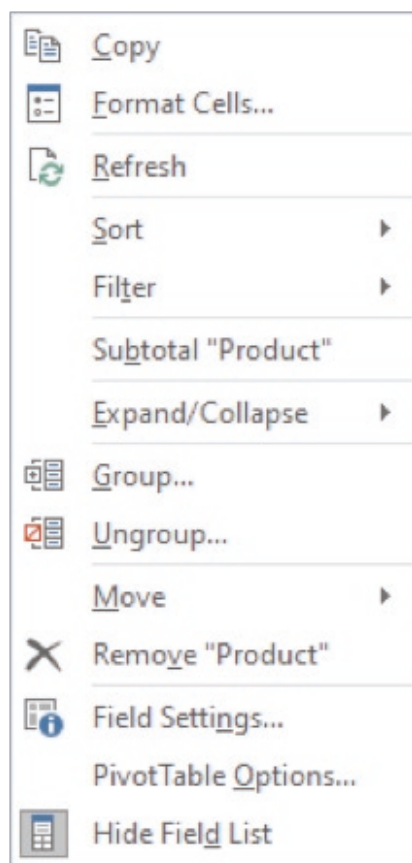 Copy
Format Cells...
Refresh
Sort
Filter
Subtotal "Product"
Expand/Collapse
Group...
Ungroup...
Move
Remove "Product"
Field Settings...
PivotTable Options...
Hide Field List